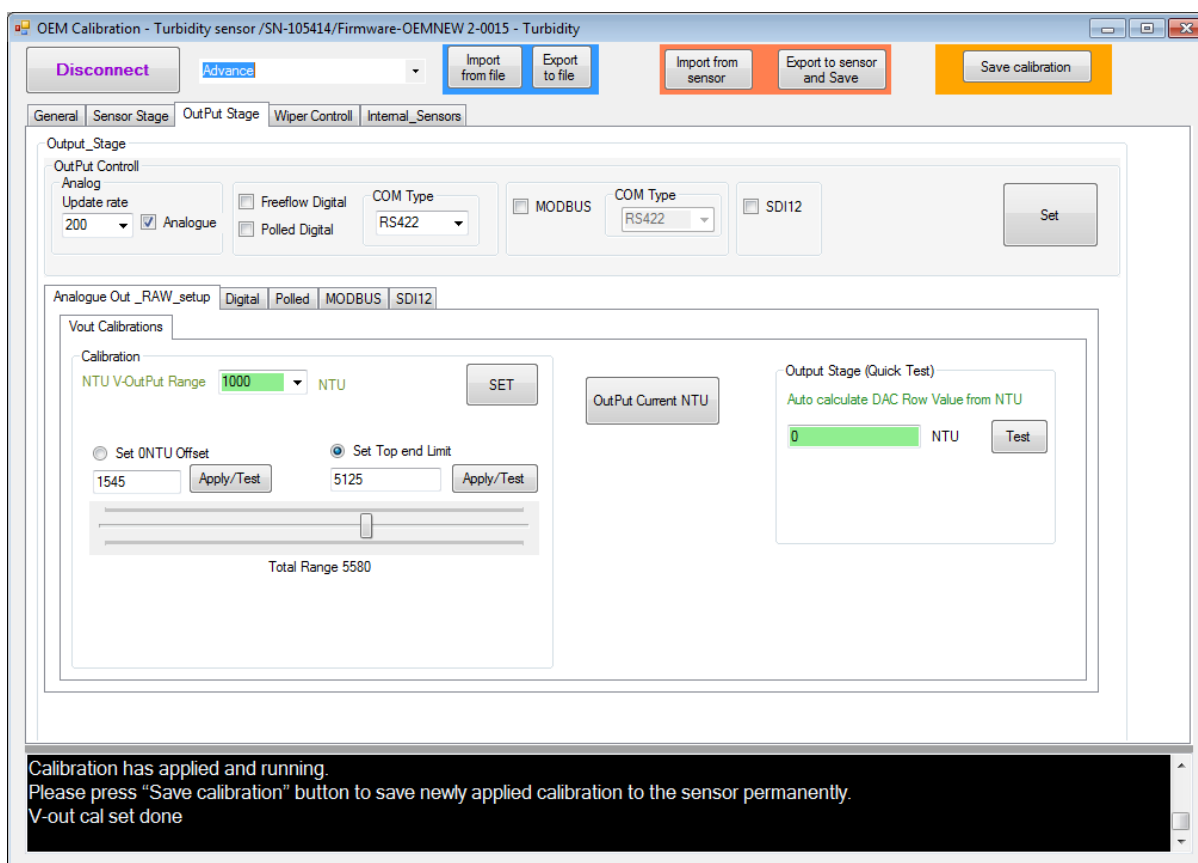 OEM Calibration - Turbidity sensor /SN-105414/Firmware-OEMNEW 2-0015 - Turbidity
Disconnect
Advance
Import
from file
Export
to file
Import from
sensor
Export to sensor
and Save
Save calibration
General
Sensor Stage
OutPut Stage
Wiper Controll
Internal_Sensors
Output_Stage
OutPut Controll
Analog
Update rate
200
Analogue
Freeflow Digital
Polled Digital
COM Type
RS422
MODBUS
COM Type
RS422
SDI12
Set
Analogue Out _RAW_setup
Digital
Polled
MODBUS
SDI12
Vout Calibrations
Calibration
NTU V-OutPut Range
1000
NTU
SET
Set 0NTU Offset
1545
Apply/Test
Set Top end Limit
5125
Apply/Test
Total Range 5580
OutPut Current NTU
Output Stage (Quick Test)
Auto calculate DAC Row Value from NTU
0
NTU
Test
Calibration has applied and running.
Please press “Save calibration” button to save newly applied calibration to the sensor permanently.
V-out cal set done